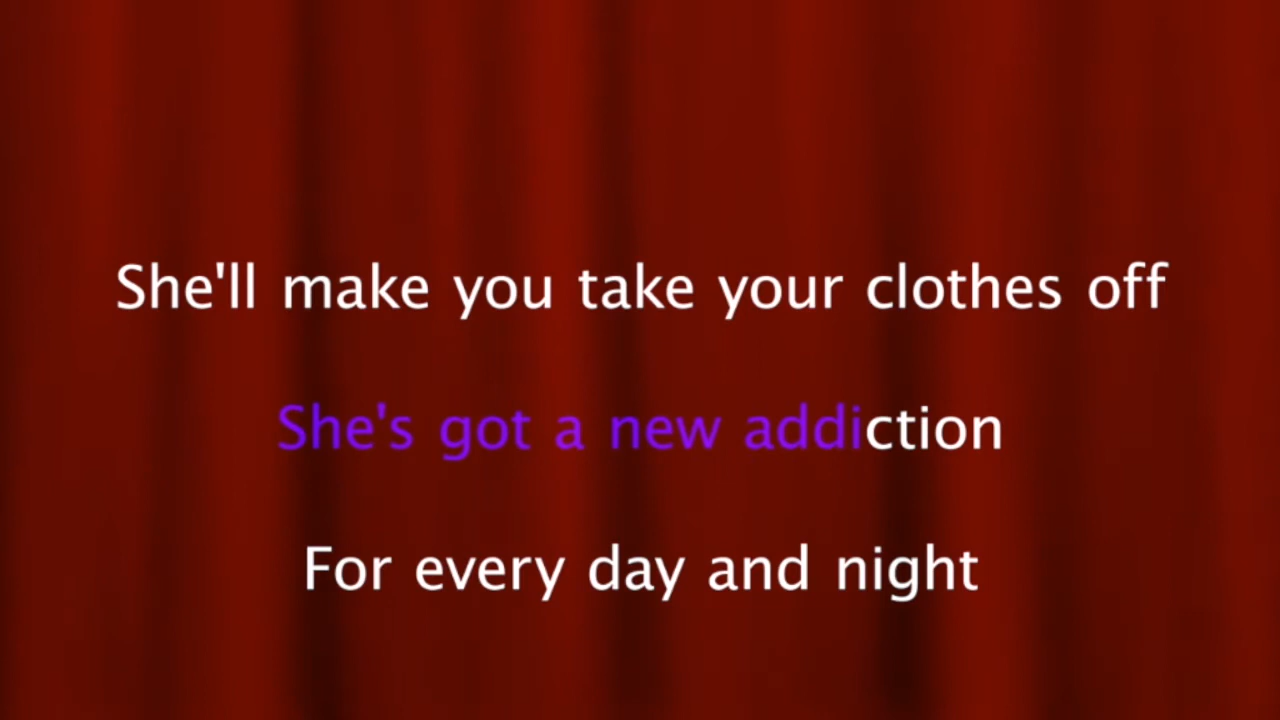 She'll make you take your clothes off
She's got a new addiction
For every day and night